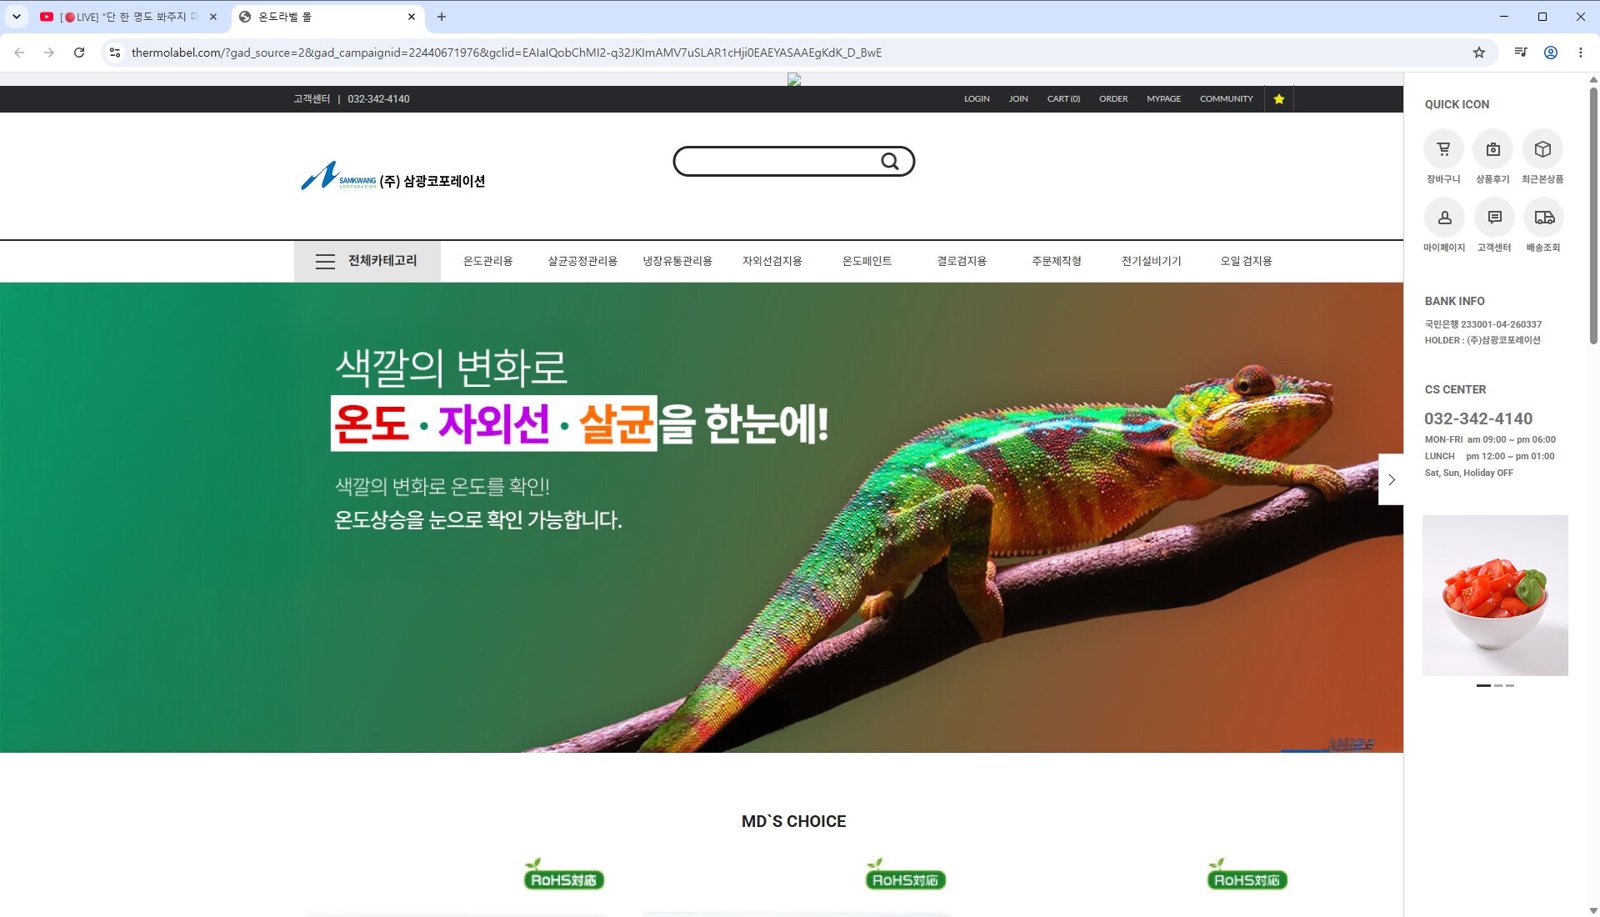 [🔴LIVE] "단 한 명도 봐주지
온도라벨 몰
thermolabel.com/?gad_source=2&gad_campaignid=22440671976&gclid=EAIaIQobChMI2-q32JKImAMV7uSLAR1cHji0EAEYASAAEgKdK_D_BwE
고객센터 | 032-342-4140
LOGIN JOIN CART (0) ORDER MYPAGE COMMUNITY
SAMKWANG
CORPORATION
(주) 삼광코포레이션
전체카테고리 온도관리용 살균공정관리용 냉장유통관리용 자외선검지용 온도페인트 결로검지용 주문제작형 전기설비기기 오일 검지용
색깔의 변화로
온도 · 자외선 · 살균을 한눈에!
색깔의 변화로 온도를 확인!
온도상승을 눈으로 확인 가능합니다.
MD`S CHOICE
RoHS対応
RoHS対応
RoHS対応
QUICK ICON
장바구니 상품후기 최근본상품
마이페이지 고객센터 배송조회
BANK INFO
국민은행 233001-04-260337
HOLDER : (주)삼광코포레이션
CS CENTER
032-342-4140
MON-FRI am 09:00 ~ pm 06:00
LUNCH pm 12:00 ~ pm 01:00
Sat, Sun, Holiday OFF